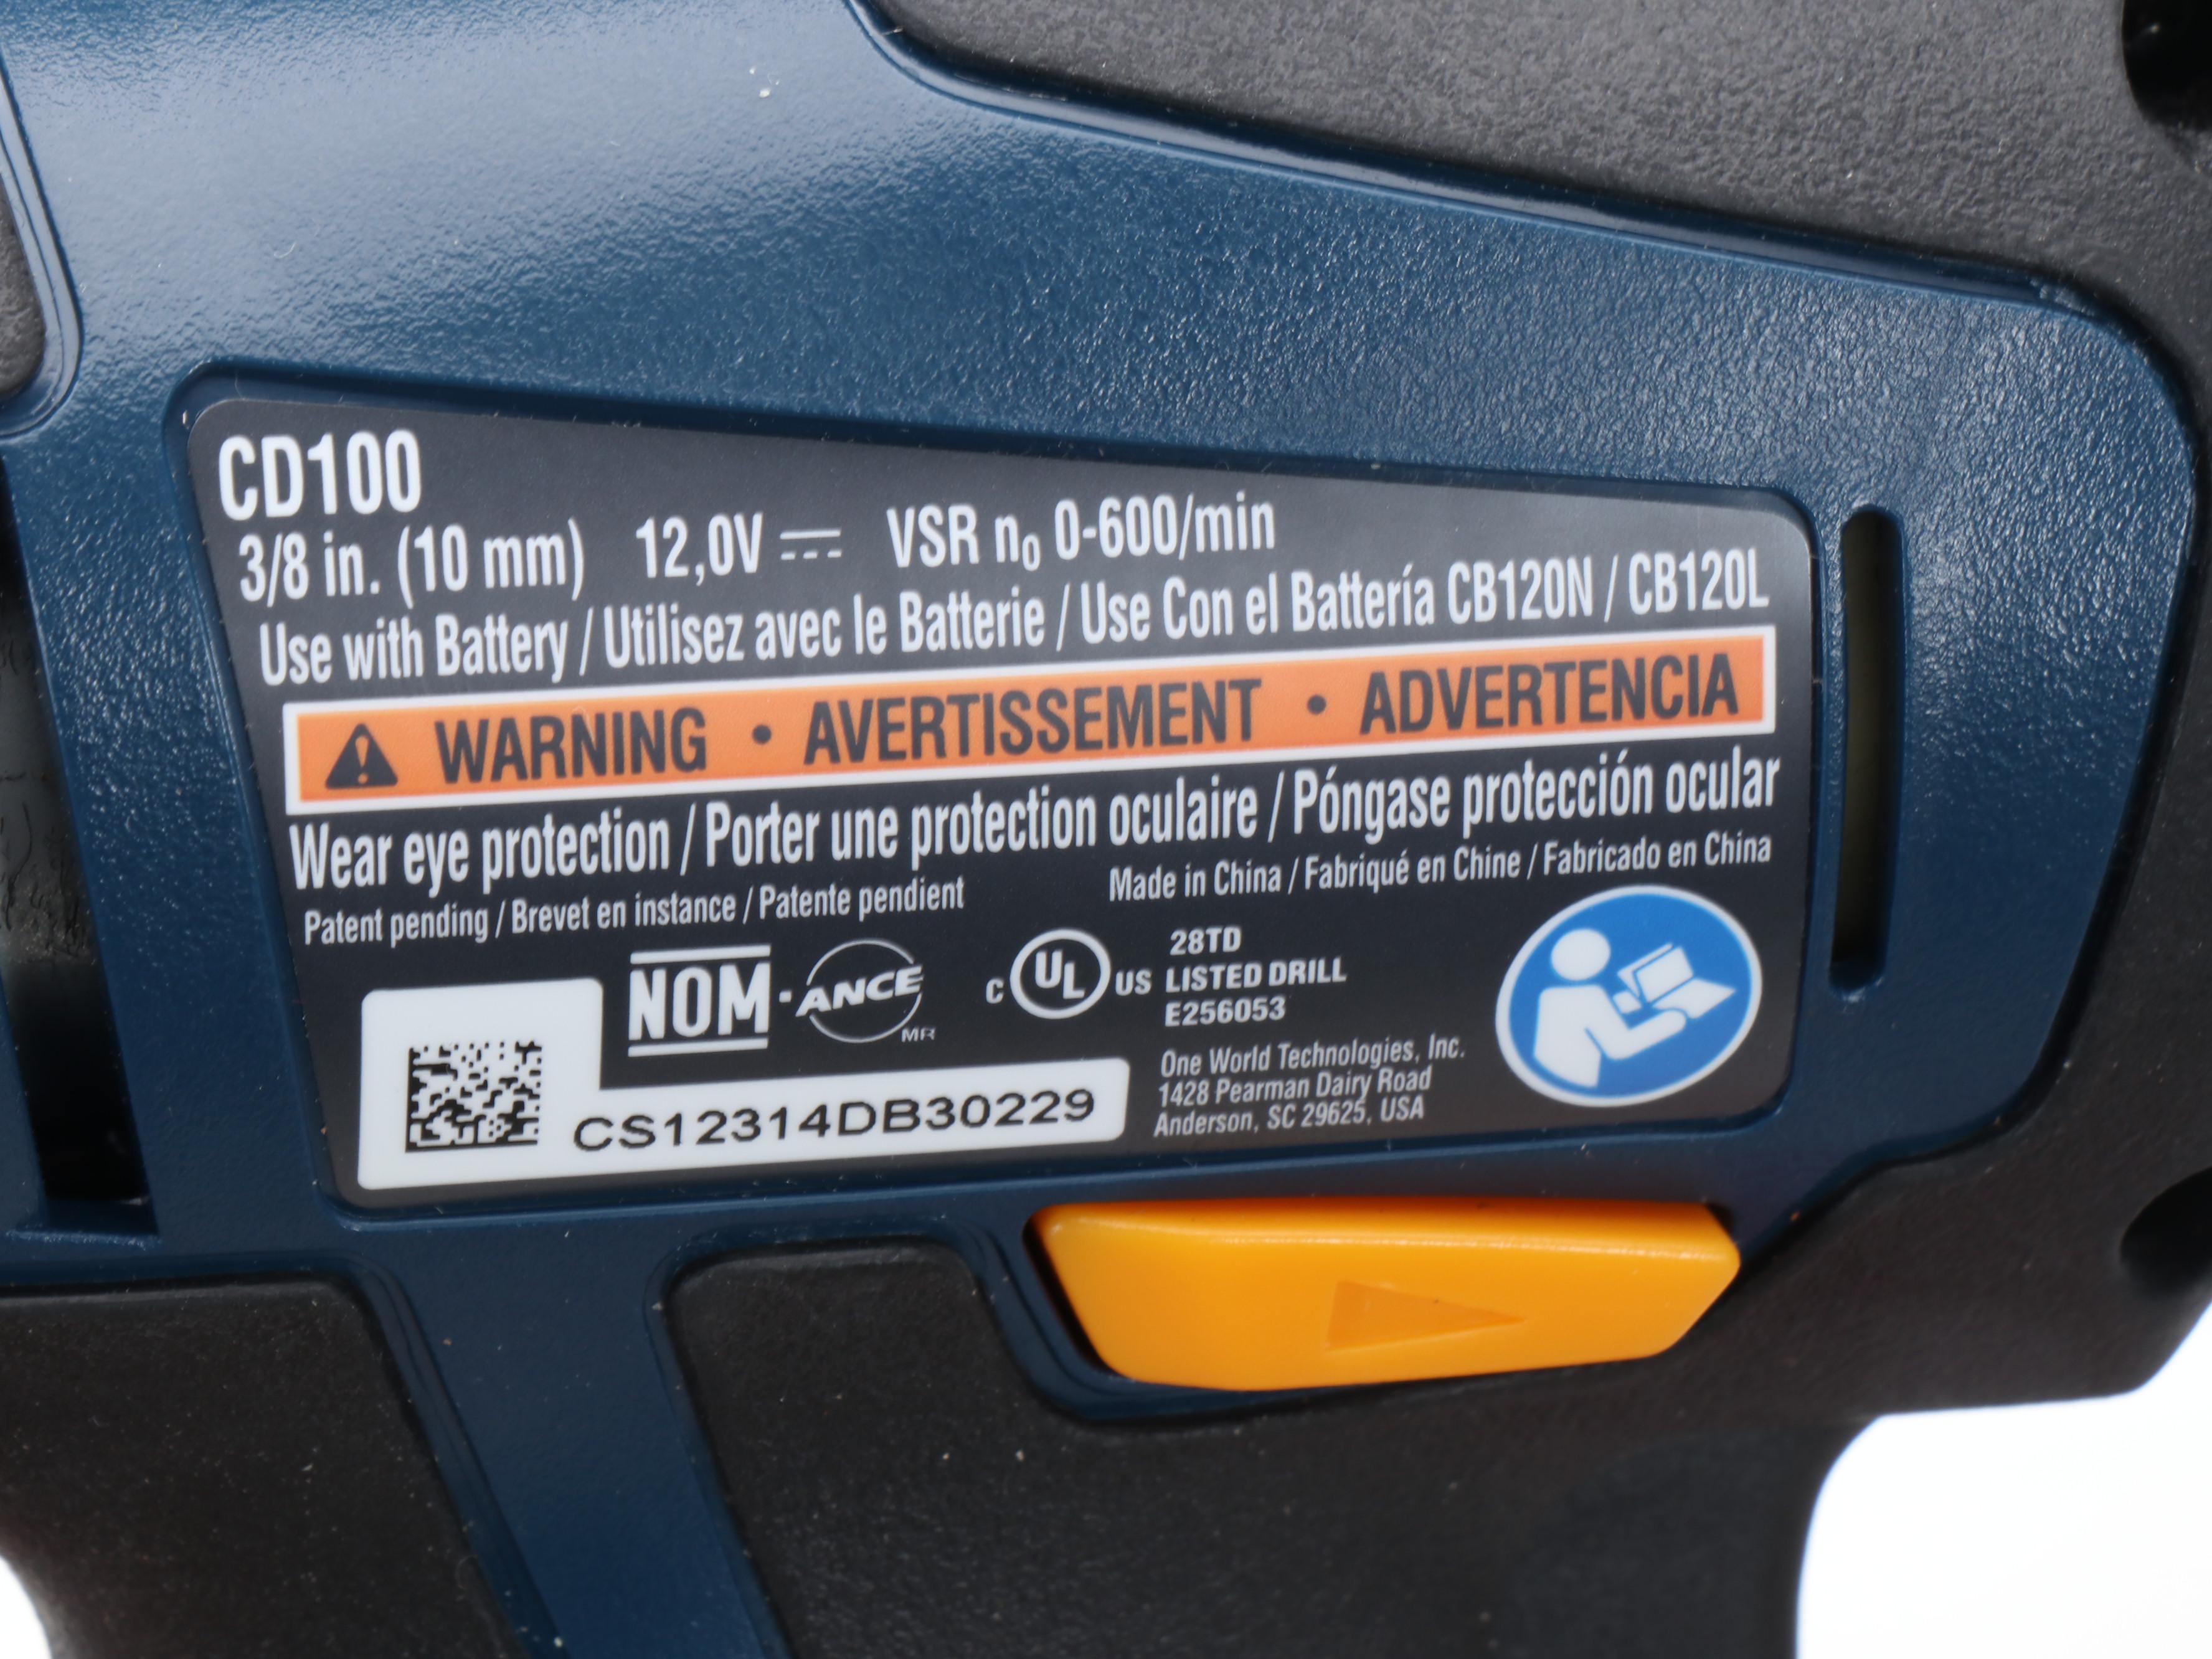 CD100
3/8 in. (10 mm) 12,0V ⎓ VSR n₀ 0-600/min
Use with Battery / Utilisez avec le Batterie / Use Con el Battería CB120N / CB120L
WARNING • AVERTISSEMENT • ADVERTENCIA
Wear eye protection / Porter une protection oculaire / Póngase protección ocular
Patent pending / Brevet en instance / Patente pendient
Made in China / Fabriqué en Chine / Fabricado en China
NOM-ANCE MR
C UL US
28TD
LISTED DRILL
E256053
One World Technologies, Inc.
1428 Pearman Dairy Road
Anderson, SC 29625, USA
CS12314DB30229